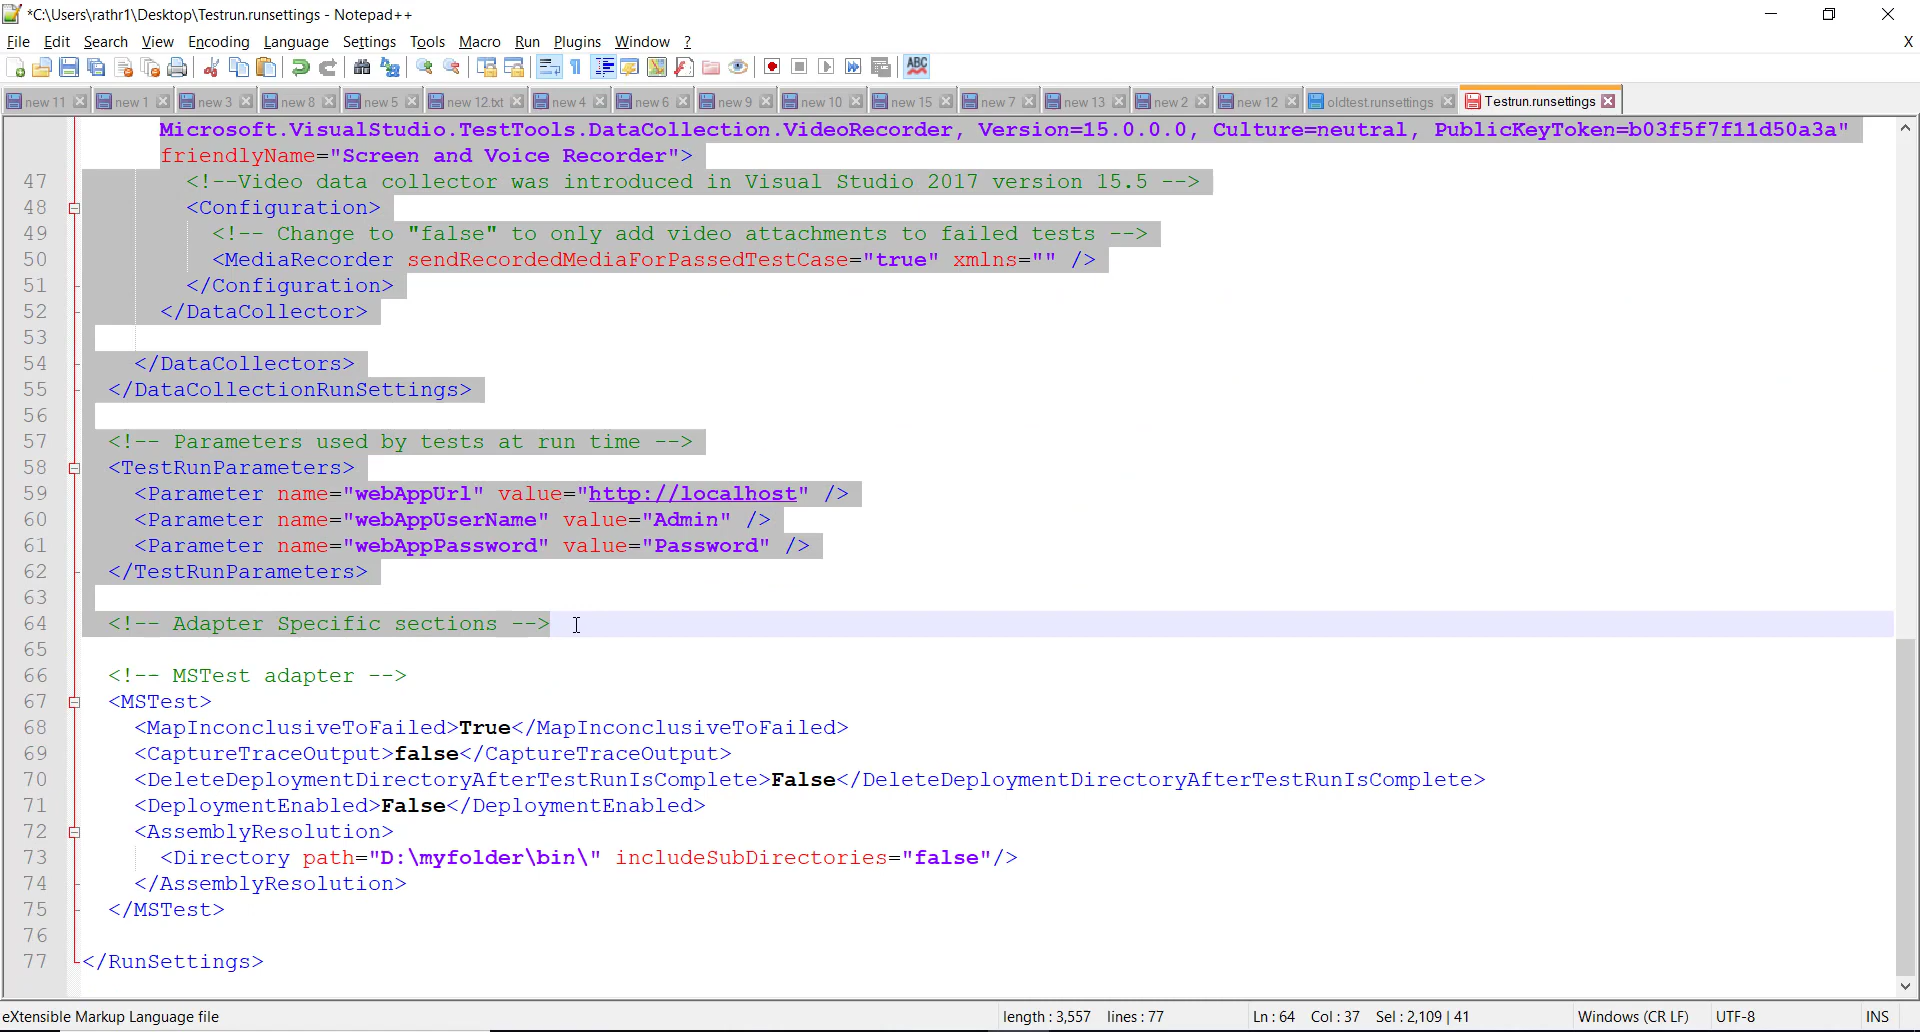 *C:\Users\rathr1\Desktop\Testrun.runsettings - Notepad++
File Edit Search View Encoding Language Settings Tools Macro Run Plugins Window ? X
new 11 new 1 new 3 new 8 new 5 new 12.txt new 4 new 6 new 9 new 10 new 15 new 7 new 13 new 2 new 12 oldtest.runsettings Testrun.runsettings
Microsoft.VisualStudio.TestTools.DataCollection.VideoRecorder, Version=15.0.0.0, Culture=neutral, PublicKeyToken=b03f5f7f11d50a3a"
friendlyName="Screen and Voice Recorder">
47 <!--Video data collector was introduced in Visual Studio 2017 version 15.5 -->
48 <Configuration>
49 <!-- Change to "false" to only add video attachments to failed tests -->
50 <MediaRecorder sendRecordedMediaForPassedTestCase="true" xmlns="" />
51 </Configuration>
52 </DataCollector>
53
54 </DataCollectors>
55 </DataCollectionRunSettings>
56
57 <!-- Parameters used by tests at run time -->
58 <TestRunParameters>
59 <Parameter name="webAppUrl" value="http://localhost" />
60 <Parameter name="webAppUserName" value="Admin" />
61 <Parameter name="webAppPassword" value="Password" />
62 </TestRunParameters>
63
64 <!-- Adapter Specific sections -->
65
66 <!-- MSTest adapter -->
67 <MSTest>
68 <MapInconclusiveToFailed>True</MapInconclusiveToFailed>
69 <CaptureTraceOutput>false</CaptureTraceOutput>
70 <DeleteDeploymentDirectoryAfterTestRunIsComplete>False</DeleteDeploymentDirectoryAfterTestRunIsComplete>
71 <DeploymentEnabled>False</DeploymentEnabled>
72 <AssemblyResolution>
73 <Directory path="D:\myfolder\bin\" includeSubDirectories="false"/>
74 </AssemblyResolution>
75 </MSTest>
76
77 </RunSettings>
eXtensible Markup Language file length : 3,557 lines : 77 Ln : 64 Col : 37 Sel : 2,109 | 41 Windows (CR LF) UTF-8 INS